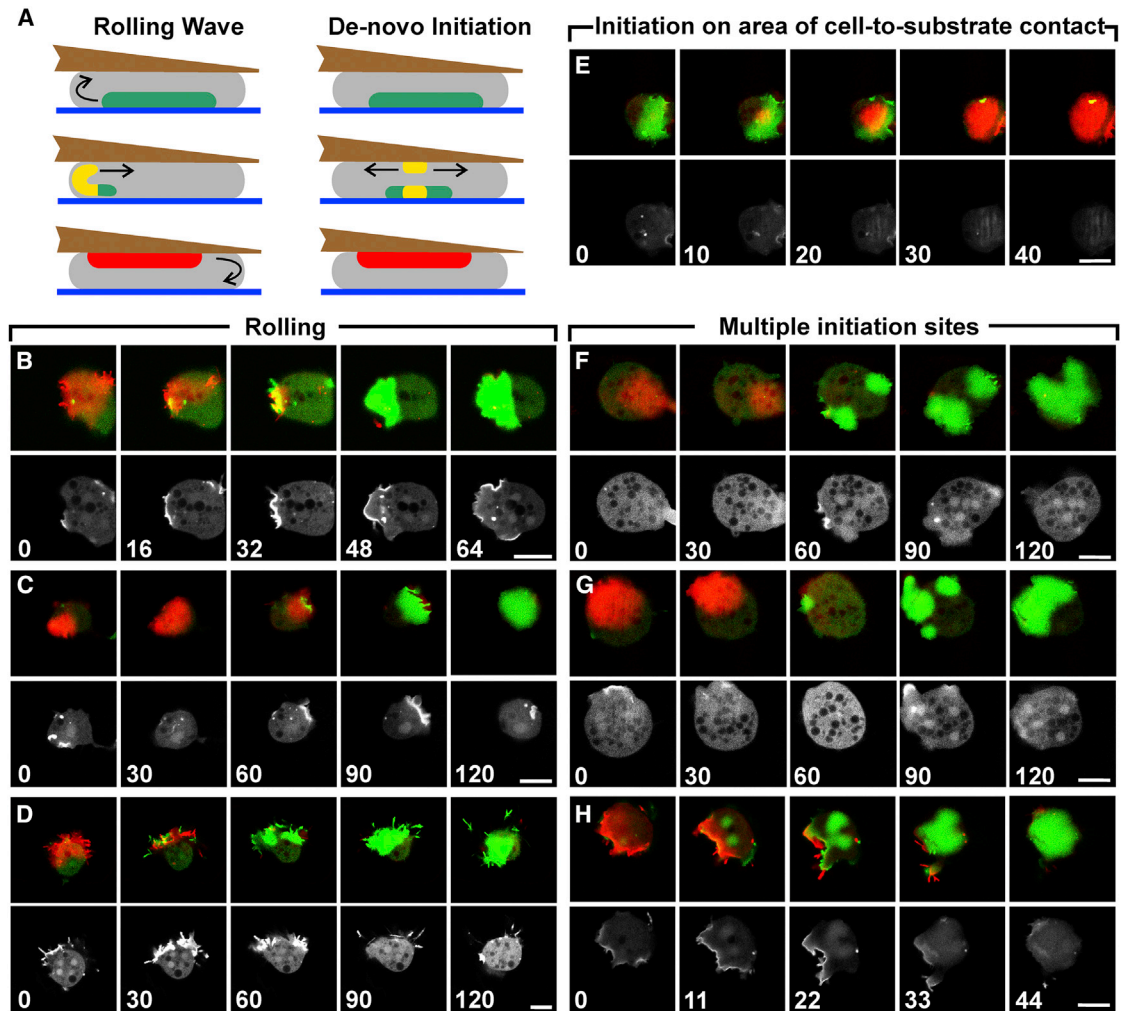 A
Rolling Wave
De-novo Initiation
Initiation on area of cell-to-substrate contact
E
0 10 20 30 40
Rolling
Multiple initiation sites
B
0 16 32 48 64
F
0 30 60 90 120
C
0 30 60 90 120
G
0 30 60 90 120
D
0 30 60 90 120
H
0 11 22 33 44